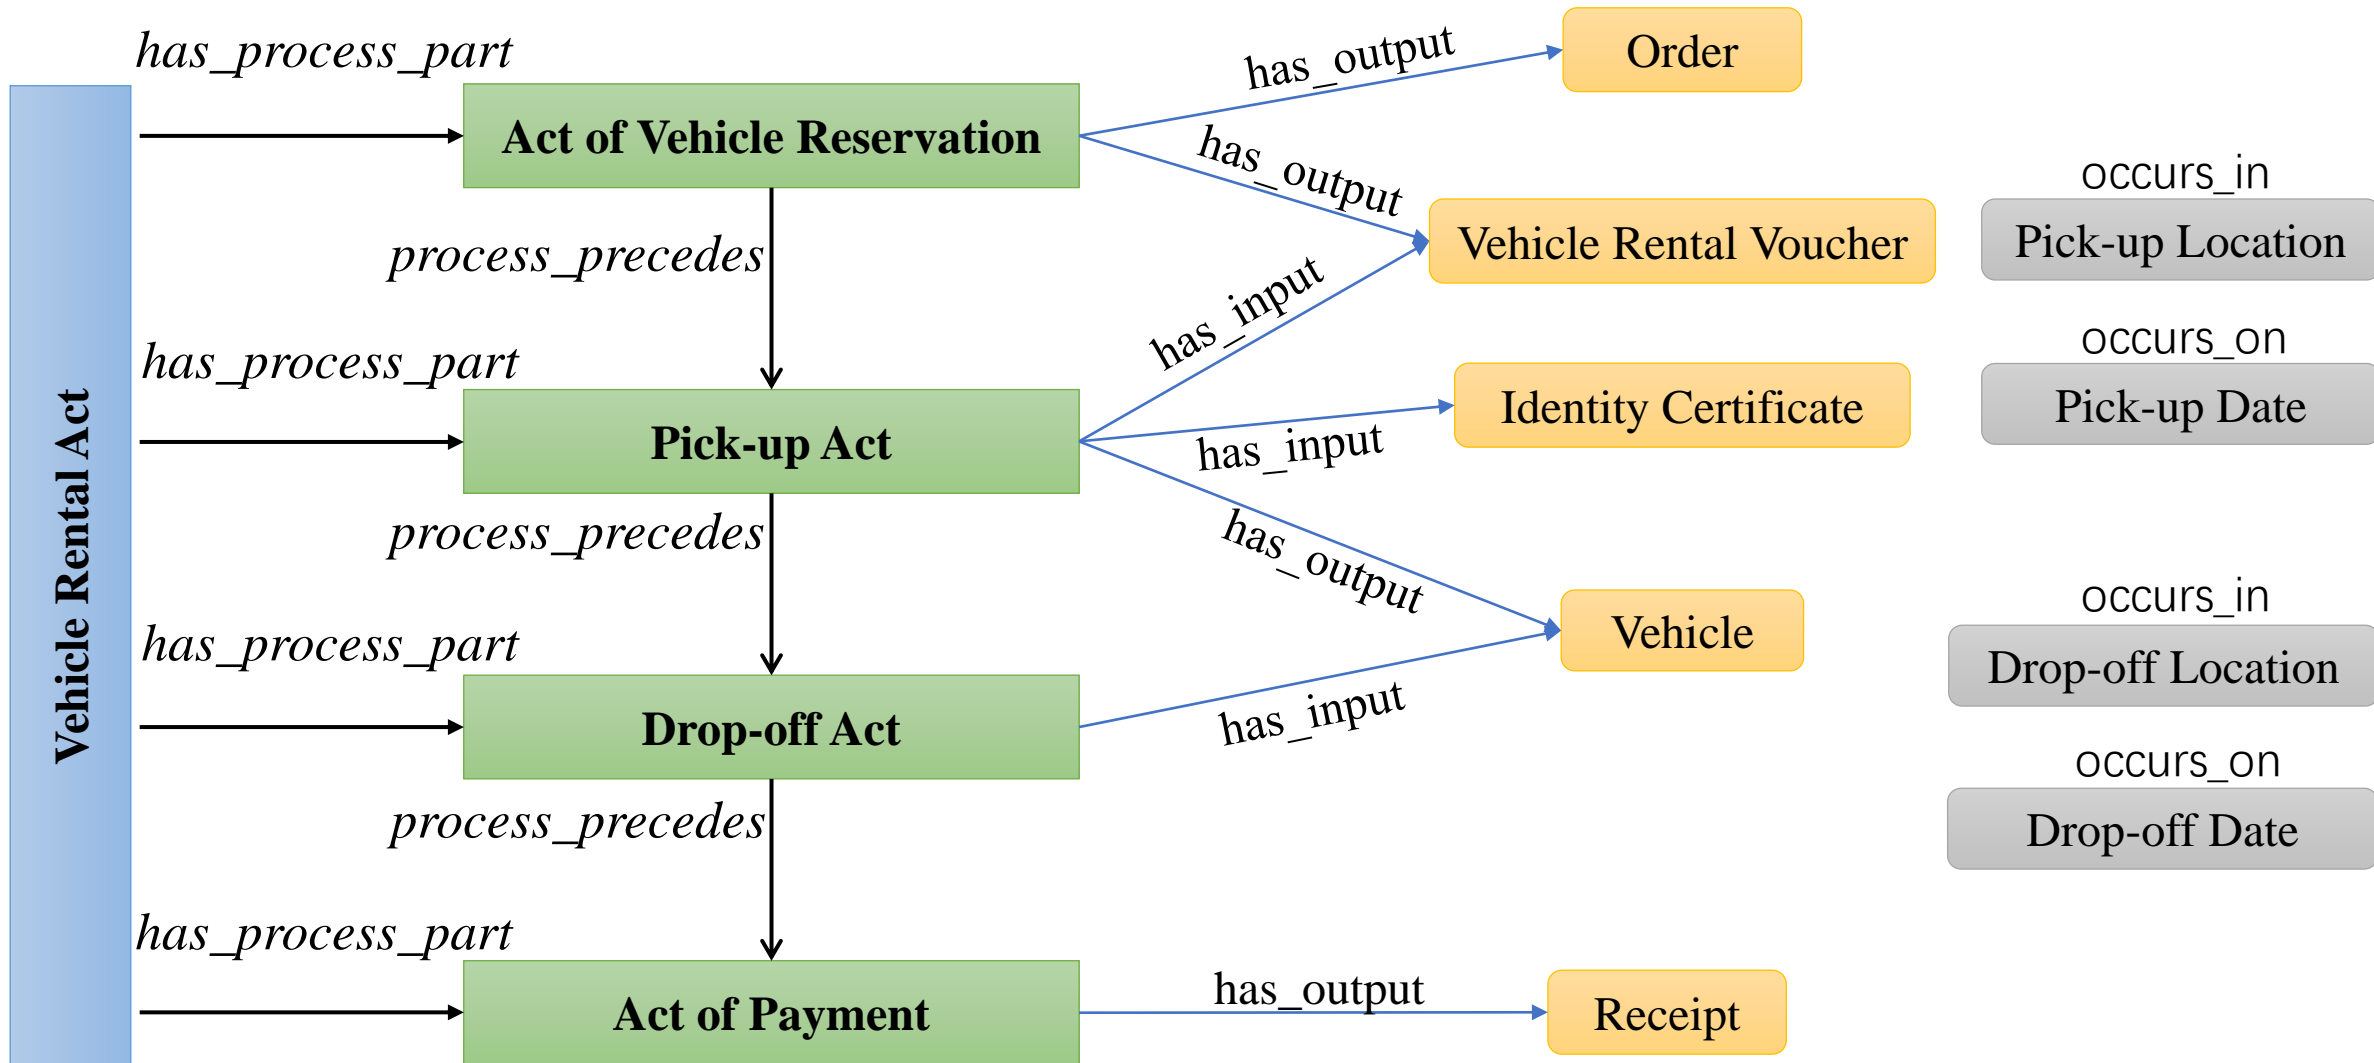 has_process_part
has_output
Order
Act of Vehicle Reservation
has_output
occurs_in
process_precedes
Vehicle Rental Voucher
Pick-up Location
has_input
occurs_on
has_process_part
Identity Certificate
Pick-up Date
Pick-up Act
has_input
Vehicle Rental Act
process_precedes
has_output
occurs_in
has_process_part
Vehicle
Drop-off Location
Drop-off Act
has_input
occurs_on
process_precedes
Drop-off Date
has_process_part
has_output
Act of Payment
Receipt